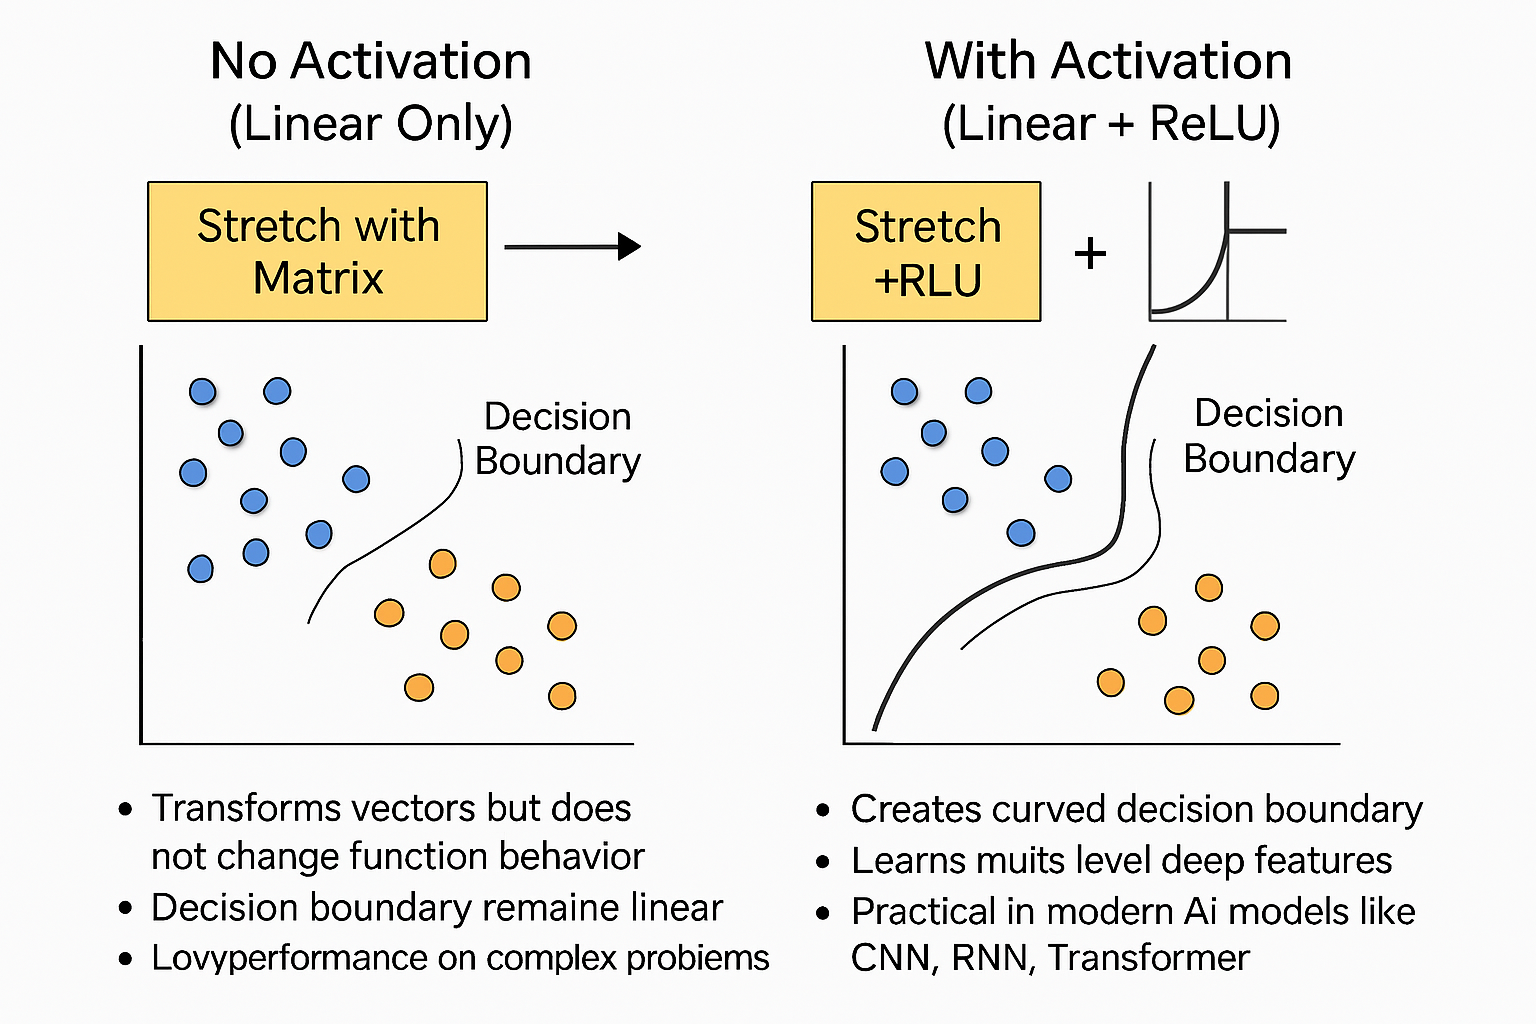 No Activation
(Linear Only)
Stretch with
Matrix
Decision
Boundary
• Transforms vectors but does
not change function behavior
• Decision boundary remaine linear
• Lovyperformance on complex probiems
With Activation
(Linear + ReLU)
Stretch
+RLU
+
Decision
Boundary
• Creates curved decision boundary
• Learns muits level deep features
• Practical in modern Ai models like
CNN, RNN, Transformer